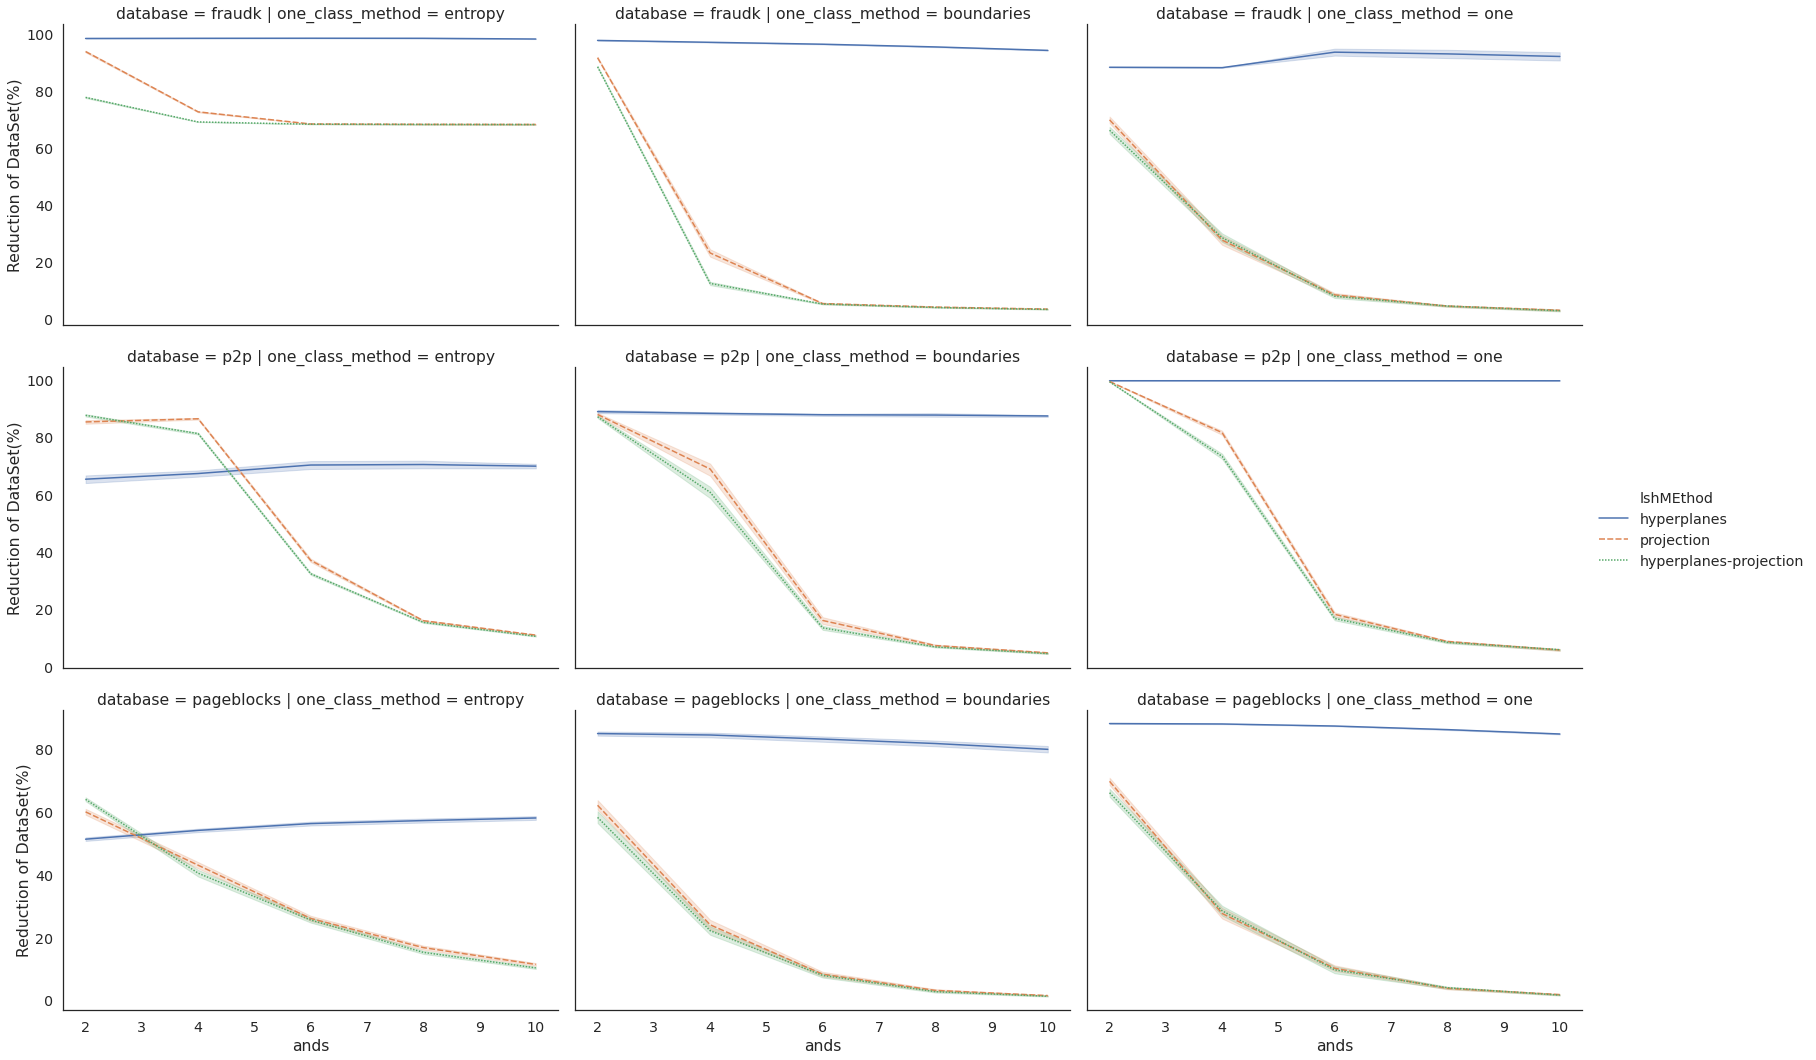 database = fraudk | one_class_method = entropy
database = fraudk | one_class_method = boundaries
database = fraudk | one_class_method = one
Reduction of DataSet(%)
100
80
60
40
20
0
database = p2p | one_class_method = entropy
database = p2p | one_class_method = boundaries
database = p2p | one_class_method = one
Reduction of DataSet(%)
100
80
60
40
20
0
lshMEthod
hyperplanes
projection
hyperplanes-projection
database = pageblocks | one_class_method = entropy
database = pageblocks | one_class_method = boundaries
database = pageblocks | one_class_method = one
Reduction of DataSet(%)
80
60
40
20
0
2 3 4 5 6 7 8 9 10
ands
2 3 4 5 6 7 8 9 10
ands
2 3 4 5 6 7 8 9 10
ands